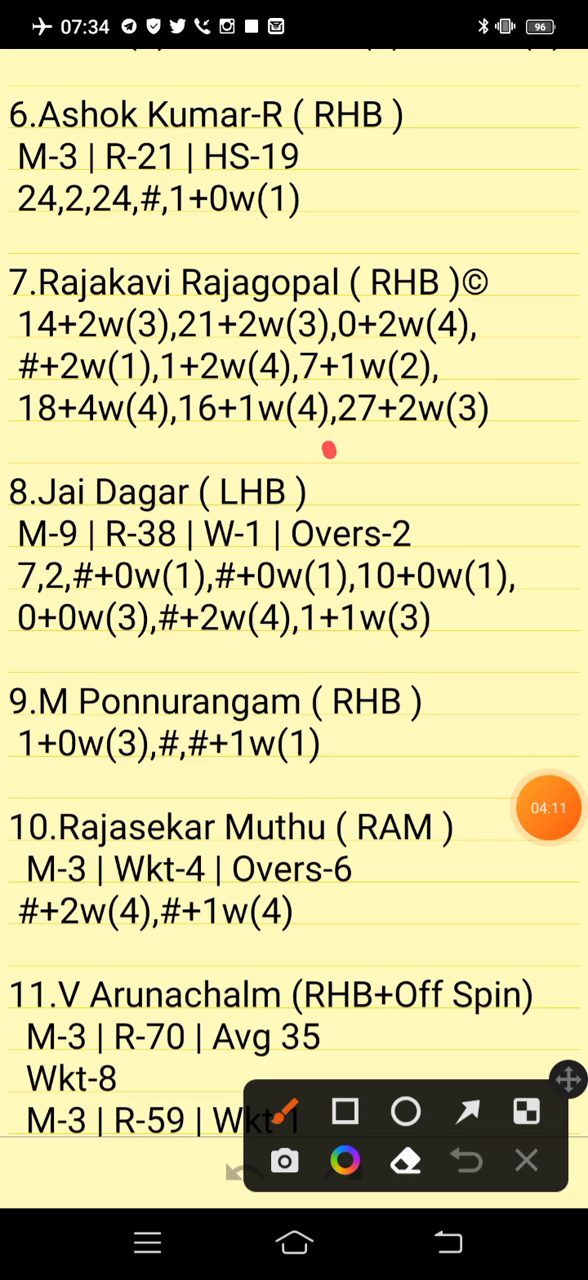 07:34
96
6.Ashok Kumar-R ( RHB )
M-3 | R-21 | HS-19
24,2,24,#,1+0w(1)
7.Rajakavi Rajagopal ( RHB )©
14+2w(3),21+2w(3),0+2w(4),
#+2w(1),1+2w(4),7+1w(2),
18+4w(4),16+1w(4),27+2w(3)
8.Jai Dagar ( LHB )
M-9 | R-38 | W-1 | Overs-2
7,2,#+0w(1),#+0w(1),10+0w(1),
0+0w(3),#+2w(4),1+1w(3)
9.M Ponnurangam ( RHB )
1+0w(3),#,#+1w(1)
04:11
10.Rajasekar Muthu ( RAM )
M-3 | Wkt-4 | Overs-6
#+2w(4),#+1w(4)
11.V Arunachalm (RHB+Off Spin)
M-3 | R-70 | Avg 35
Wkt-8
M-3 | R-59 | Wkt-1